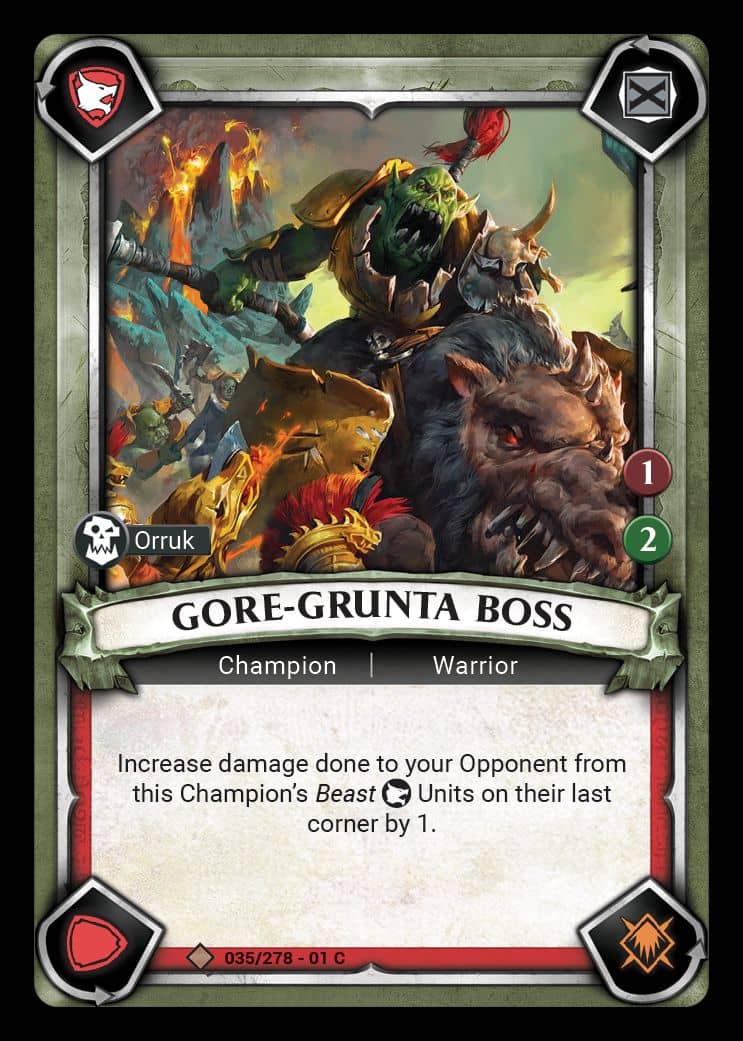 1
Orruk
2
GORE-GRUNTA BOSS
Champion | Warrior
Increase damage done to your Opponent from
this Champion's Beast Units on their last
corner by 1.
035/278 - 01 C